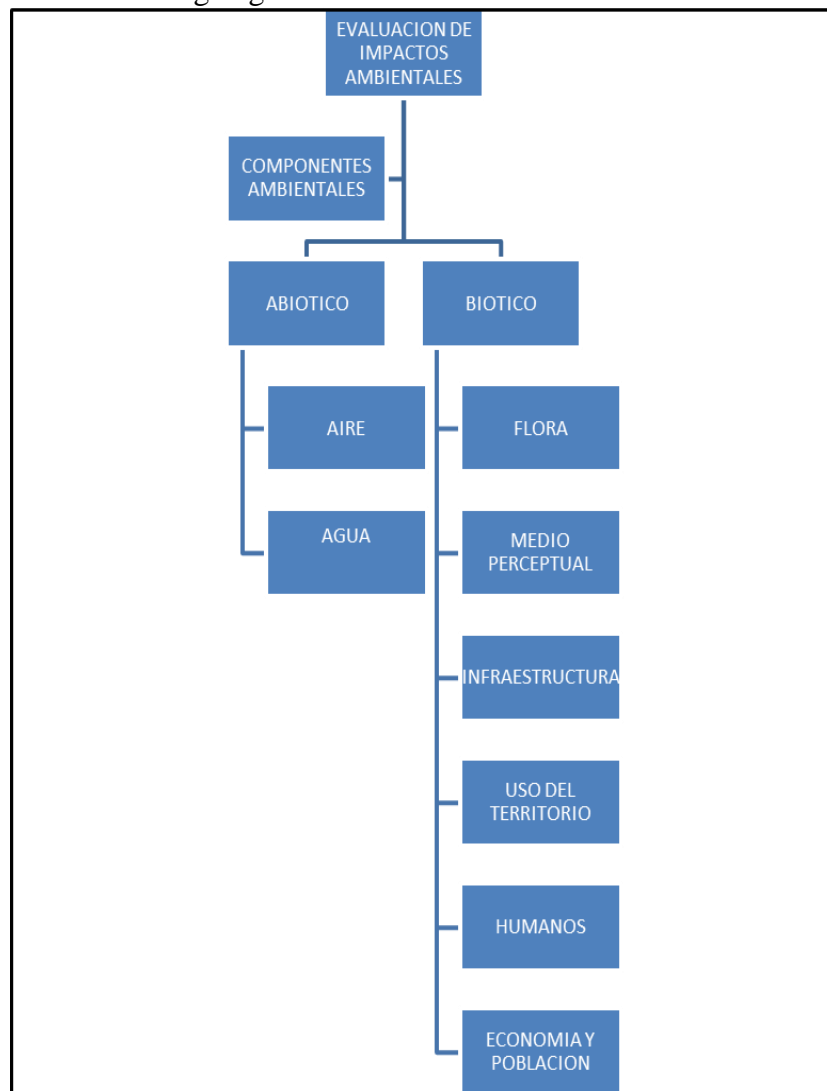 EVALUACION DE
IMPACTOS
AMBIENTALES
COMPONENTES
AMBIENTALES
ABIOTICO
BIOTICO
AIRE
FLORA
AGUA
MEDIO
PERCEPTUAL
INFRAESTRUCTURA
USO DEL
TERRITORIO
HUMANOS
ECONOMIA Y
POBLACION